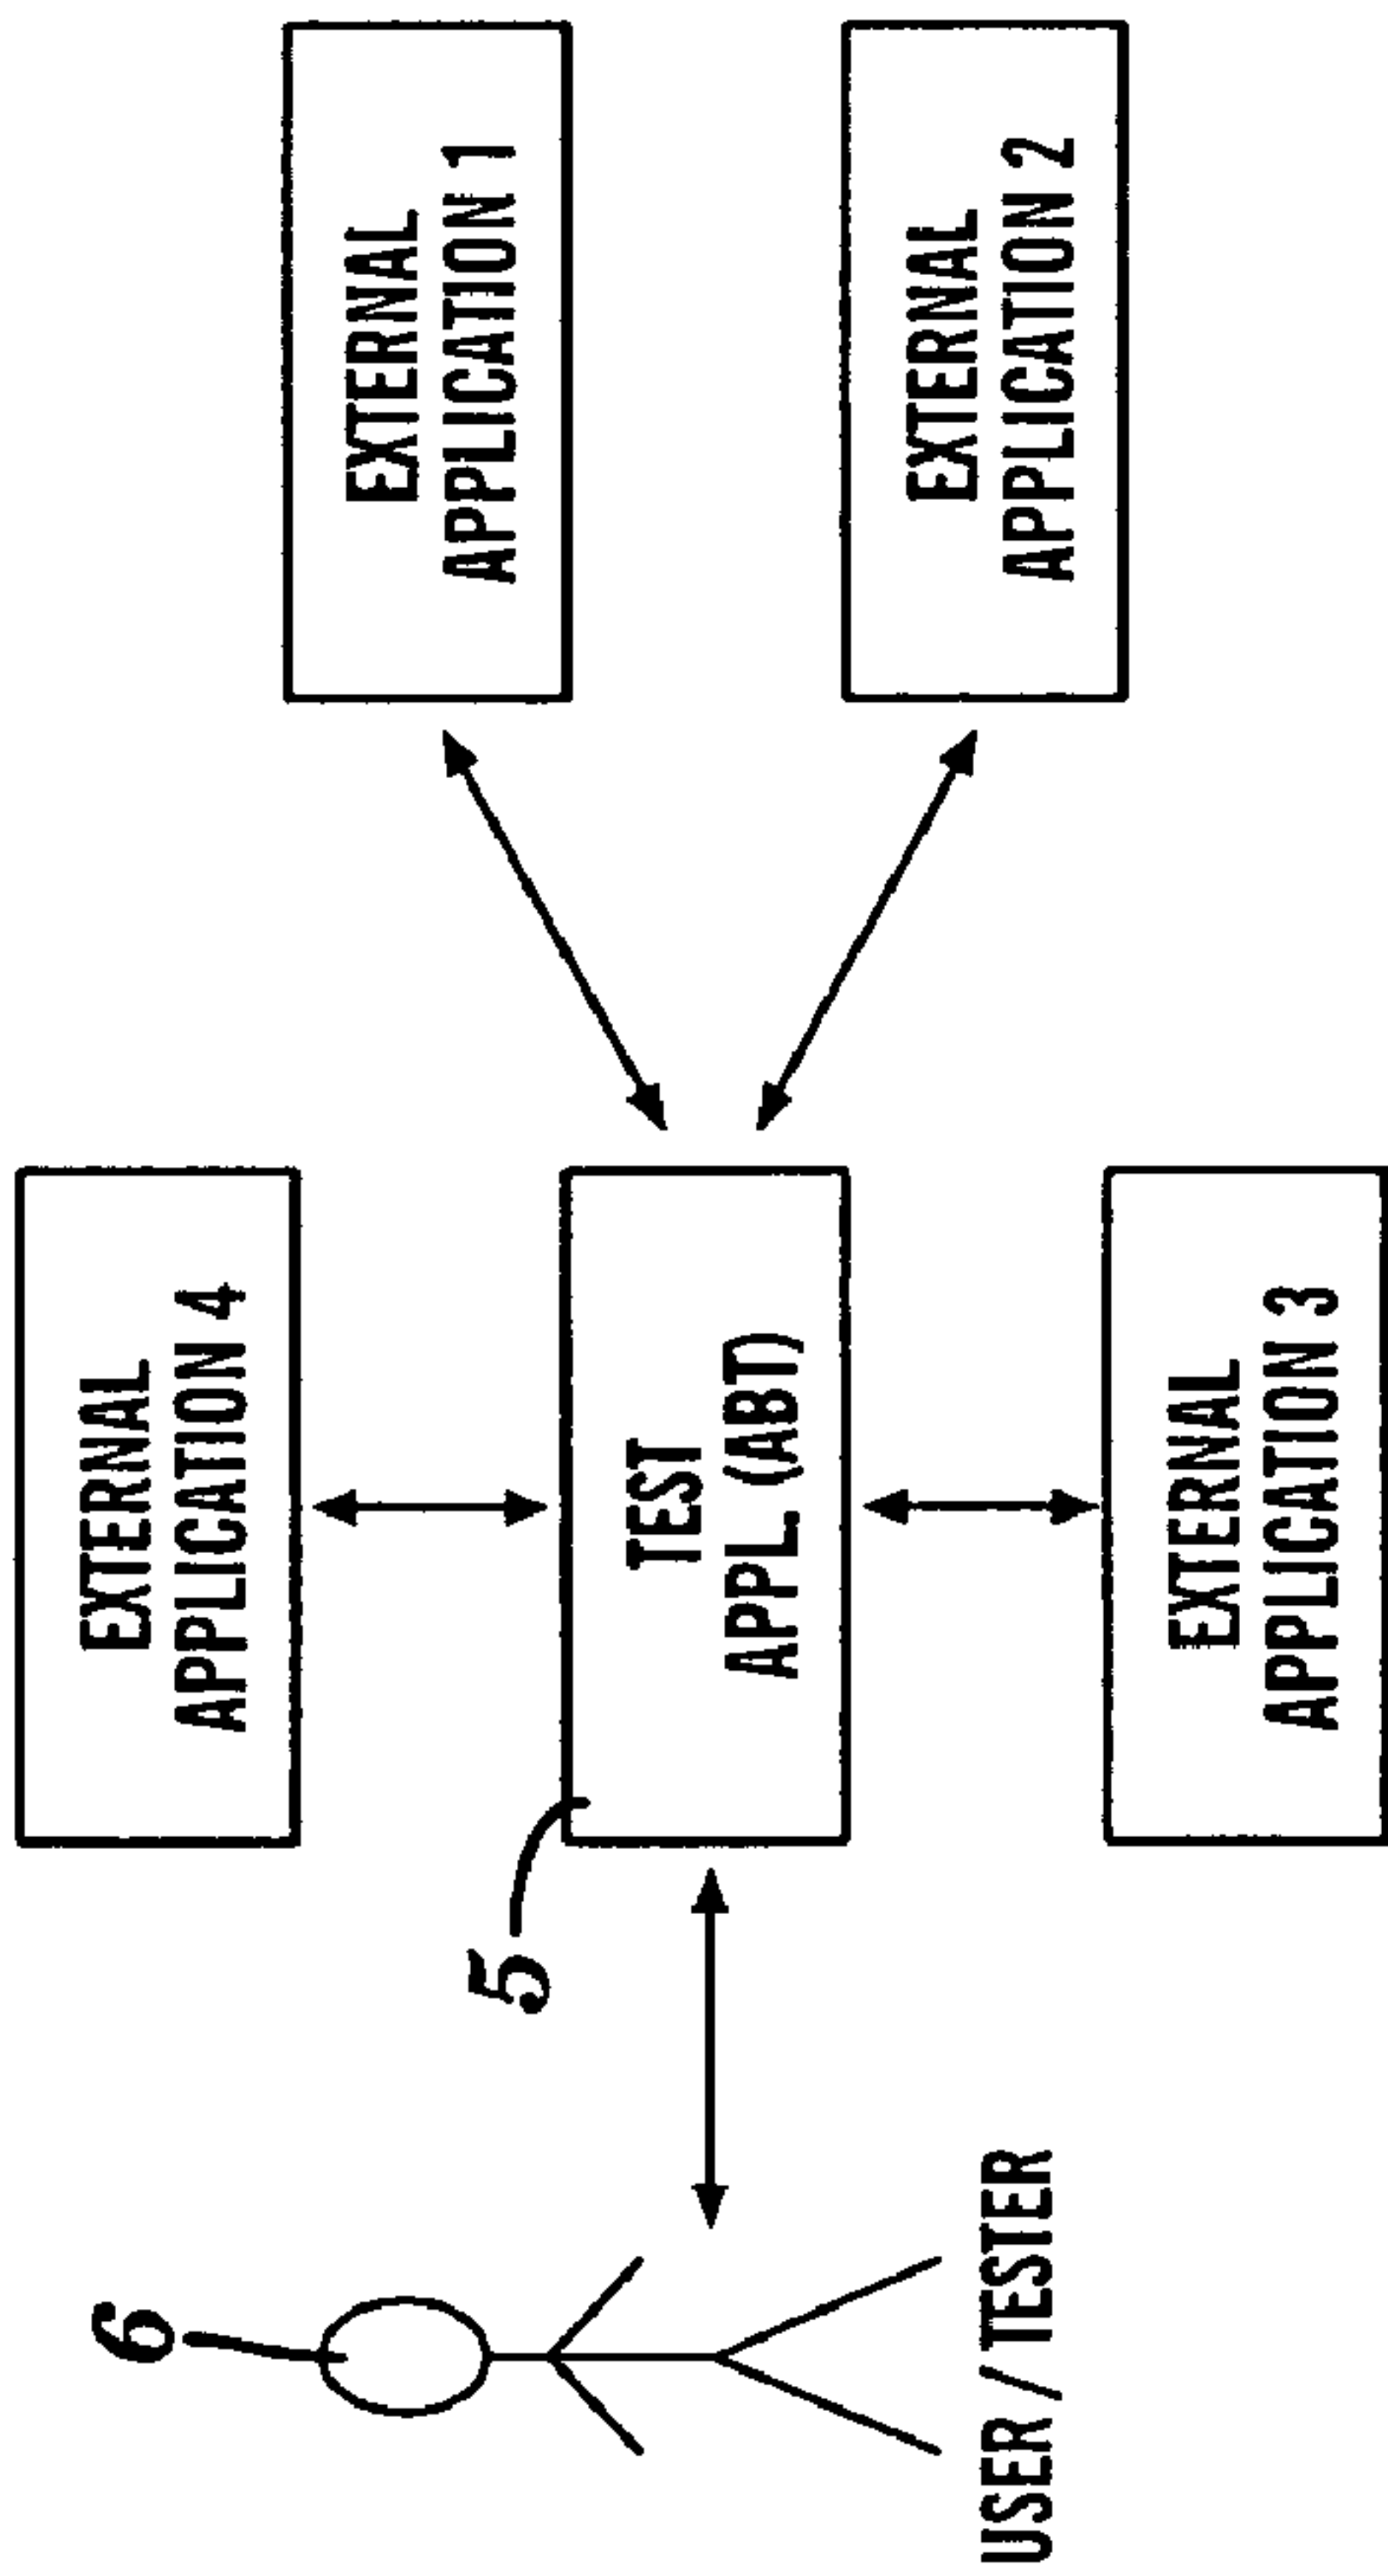 EXTERNAL
APPLICATION 4
EXTERNAL
APPLICATION 1
6
5
TEST
APPL. (ABT)
EXTERNAL
APPLICATION 2
USER / TESTER
EXTERNAL
APPLICATION 3